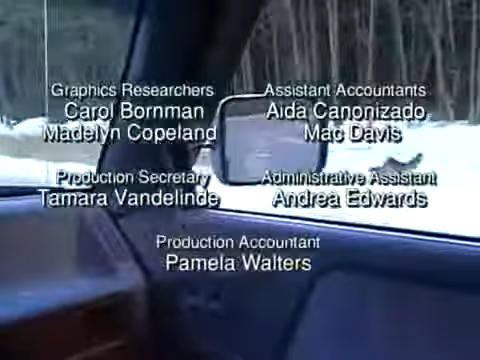 Graphics Researchers
Carol Bornman
Madelyn Copeland
Assistant Accountants
Aida Canonizado
Mac Davis
Production Secretary
Tamara Vandelinde
Administrative Assistant
Andrea Edwards
Production Accountant
Pamela Walters